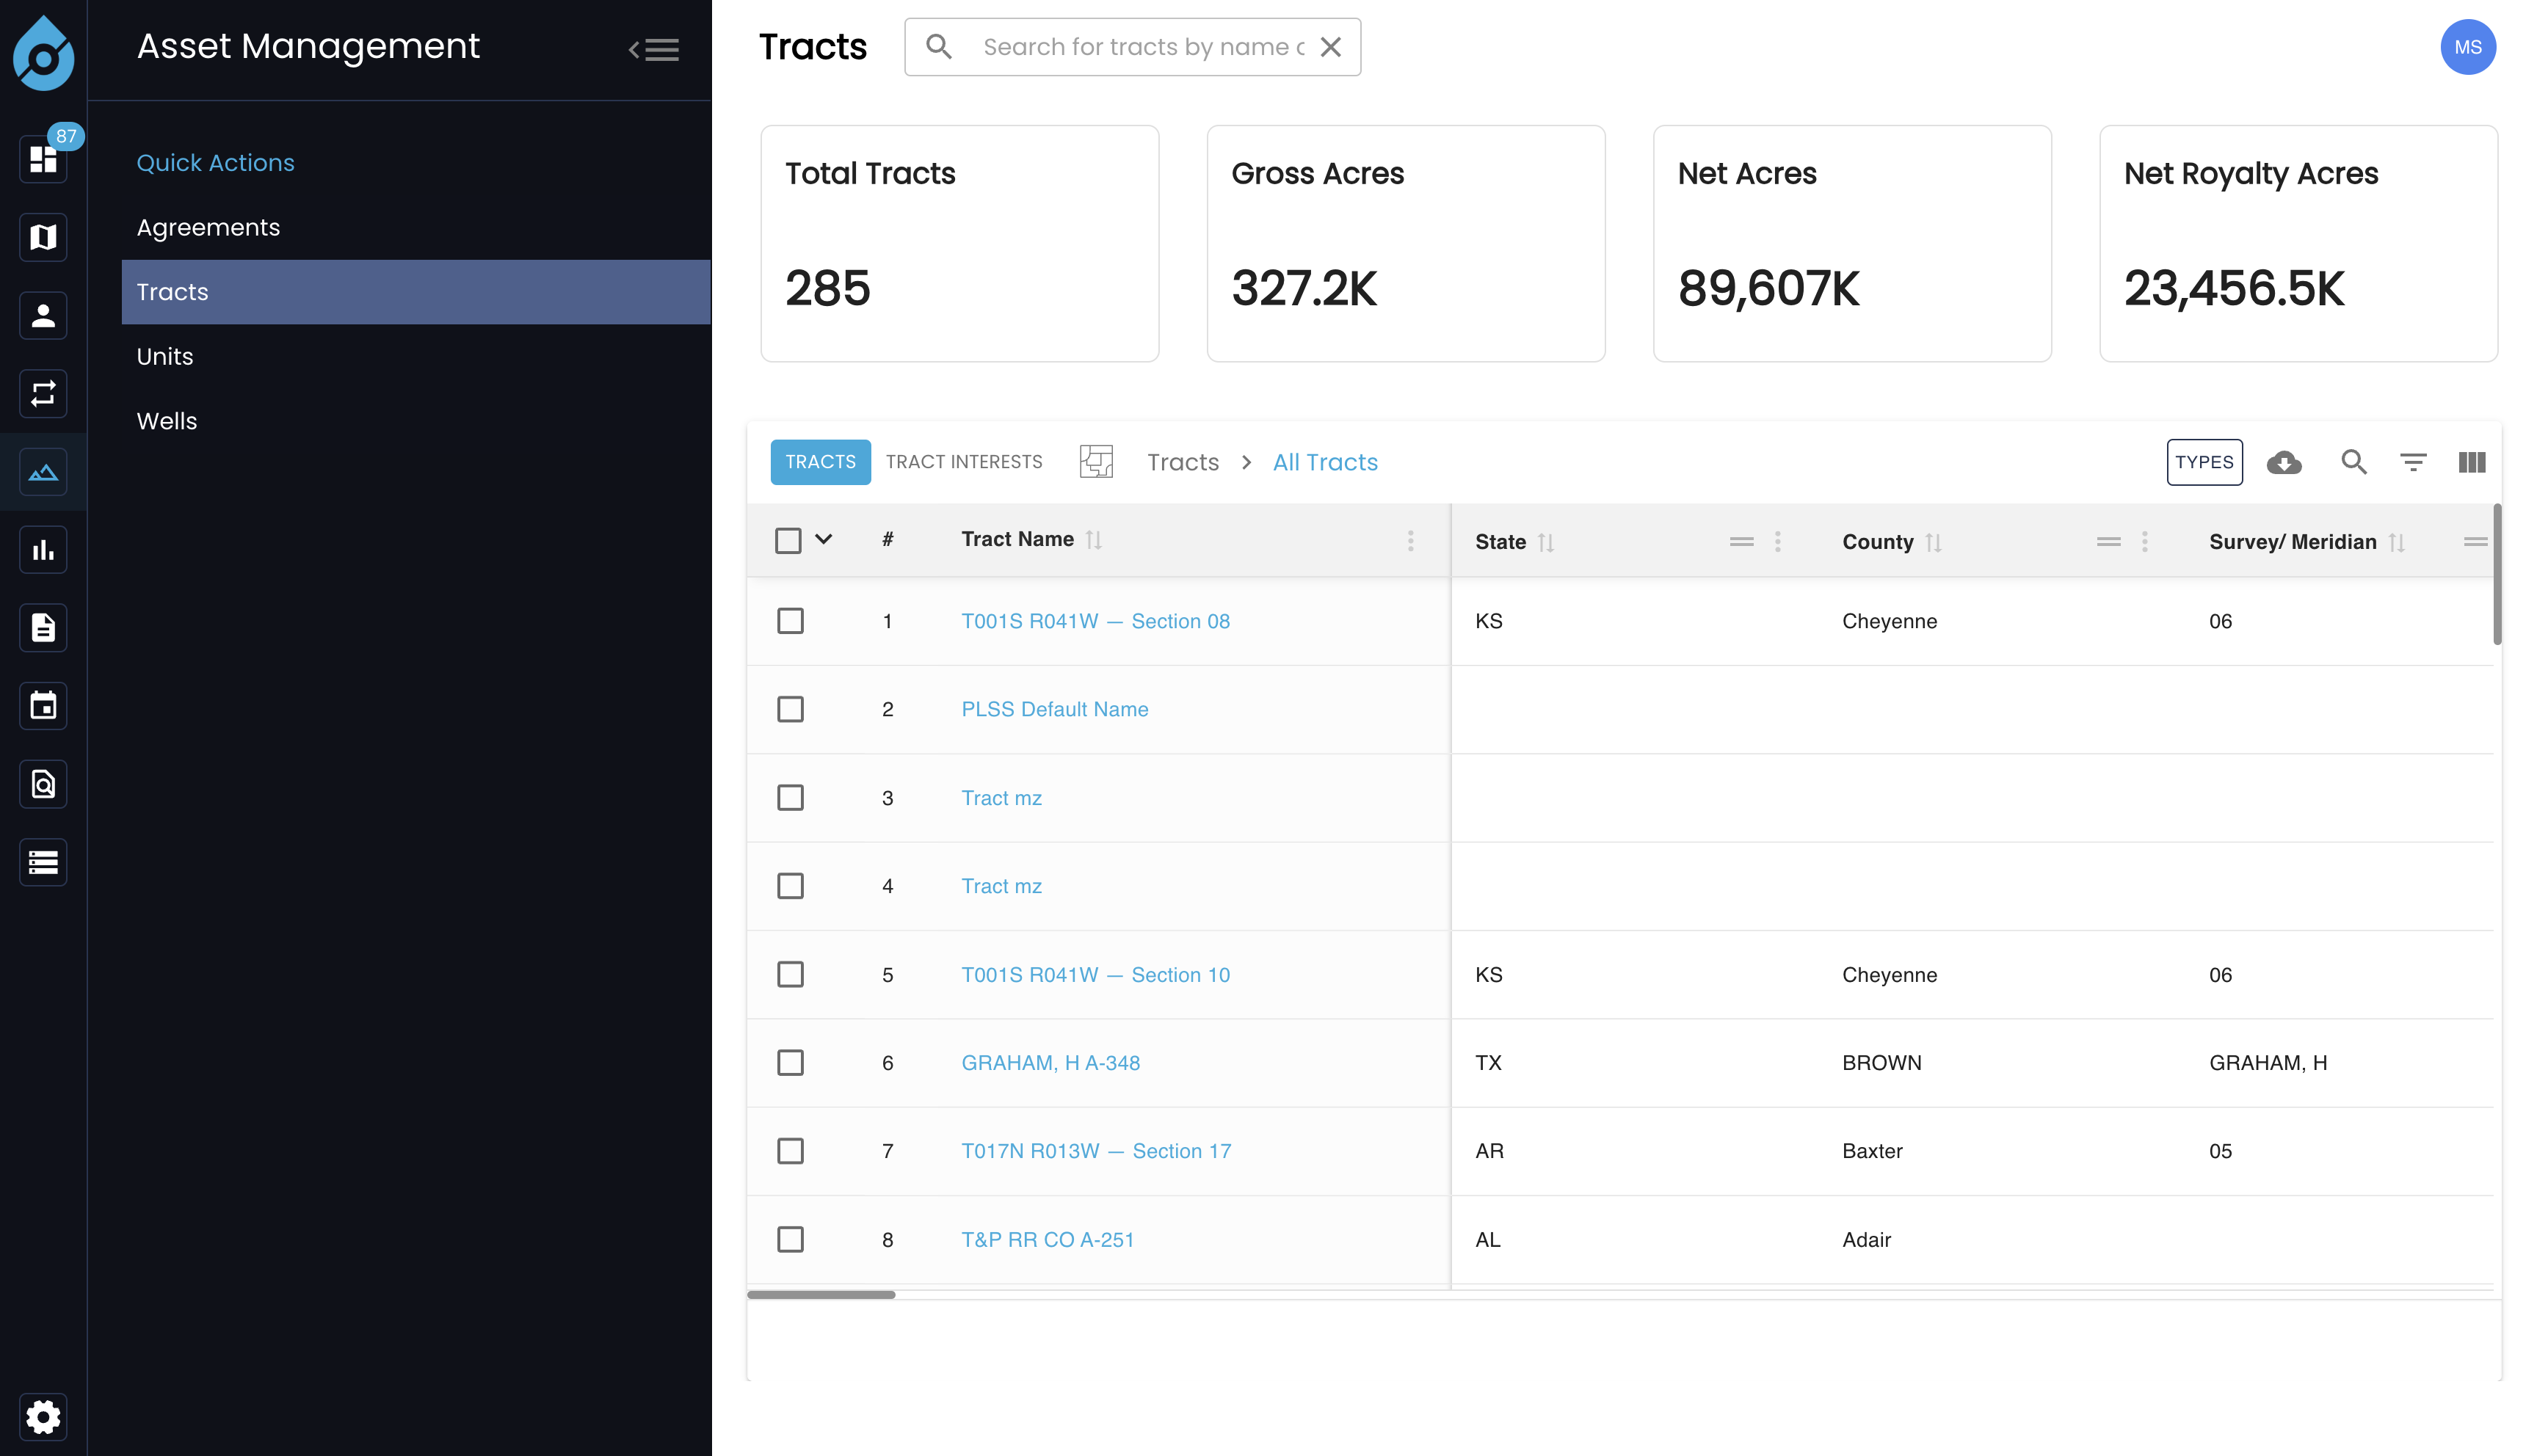 Asset Management
87
Quick Actions
Agreements
Tracts
Units
Wells
Tracts
Search for tracts by name o
MS
Total Tracts
285
Gross Acres
327.2K
Net Acres
89,607K
Net Royalty Acres
23,456.5K
TRACTS TRACT INTERESTS Tracts > All Tracts TYPES
# Tract Name State County Survey/ Meridian
1 T001S R041W — Section 08 KS Cheyenne 06
2 PLSS Default Name
3 Tract mz
4 Tract mz
5 T001S R041W — Section 10 KS Cheyenne 06
6 GRAHAM, H A-348 TX BROWN GRAHAM, H
7 T017N R013W — Section 17 AR Baxter 05
8 T&P RR CO A-251 AL Adair